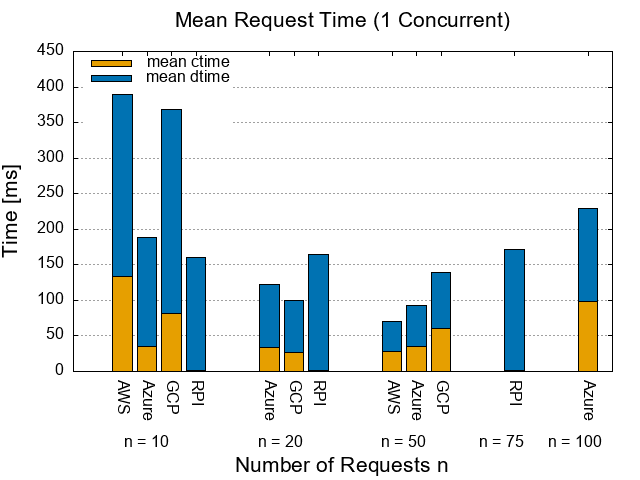 Mean Request Time (1 Concurrent)
450
400
350
300
250
200
150
100
50
0
Time [ms]
mean ctime
mean dtime
AWS
Azure
GCP
RPI
Azure
GCP
RPI
AWS
Azure
GCP
RPI
Azure
n = 10
n = 20
n = 50
n = 75
n = 100
Number of Requests n